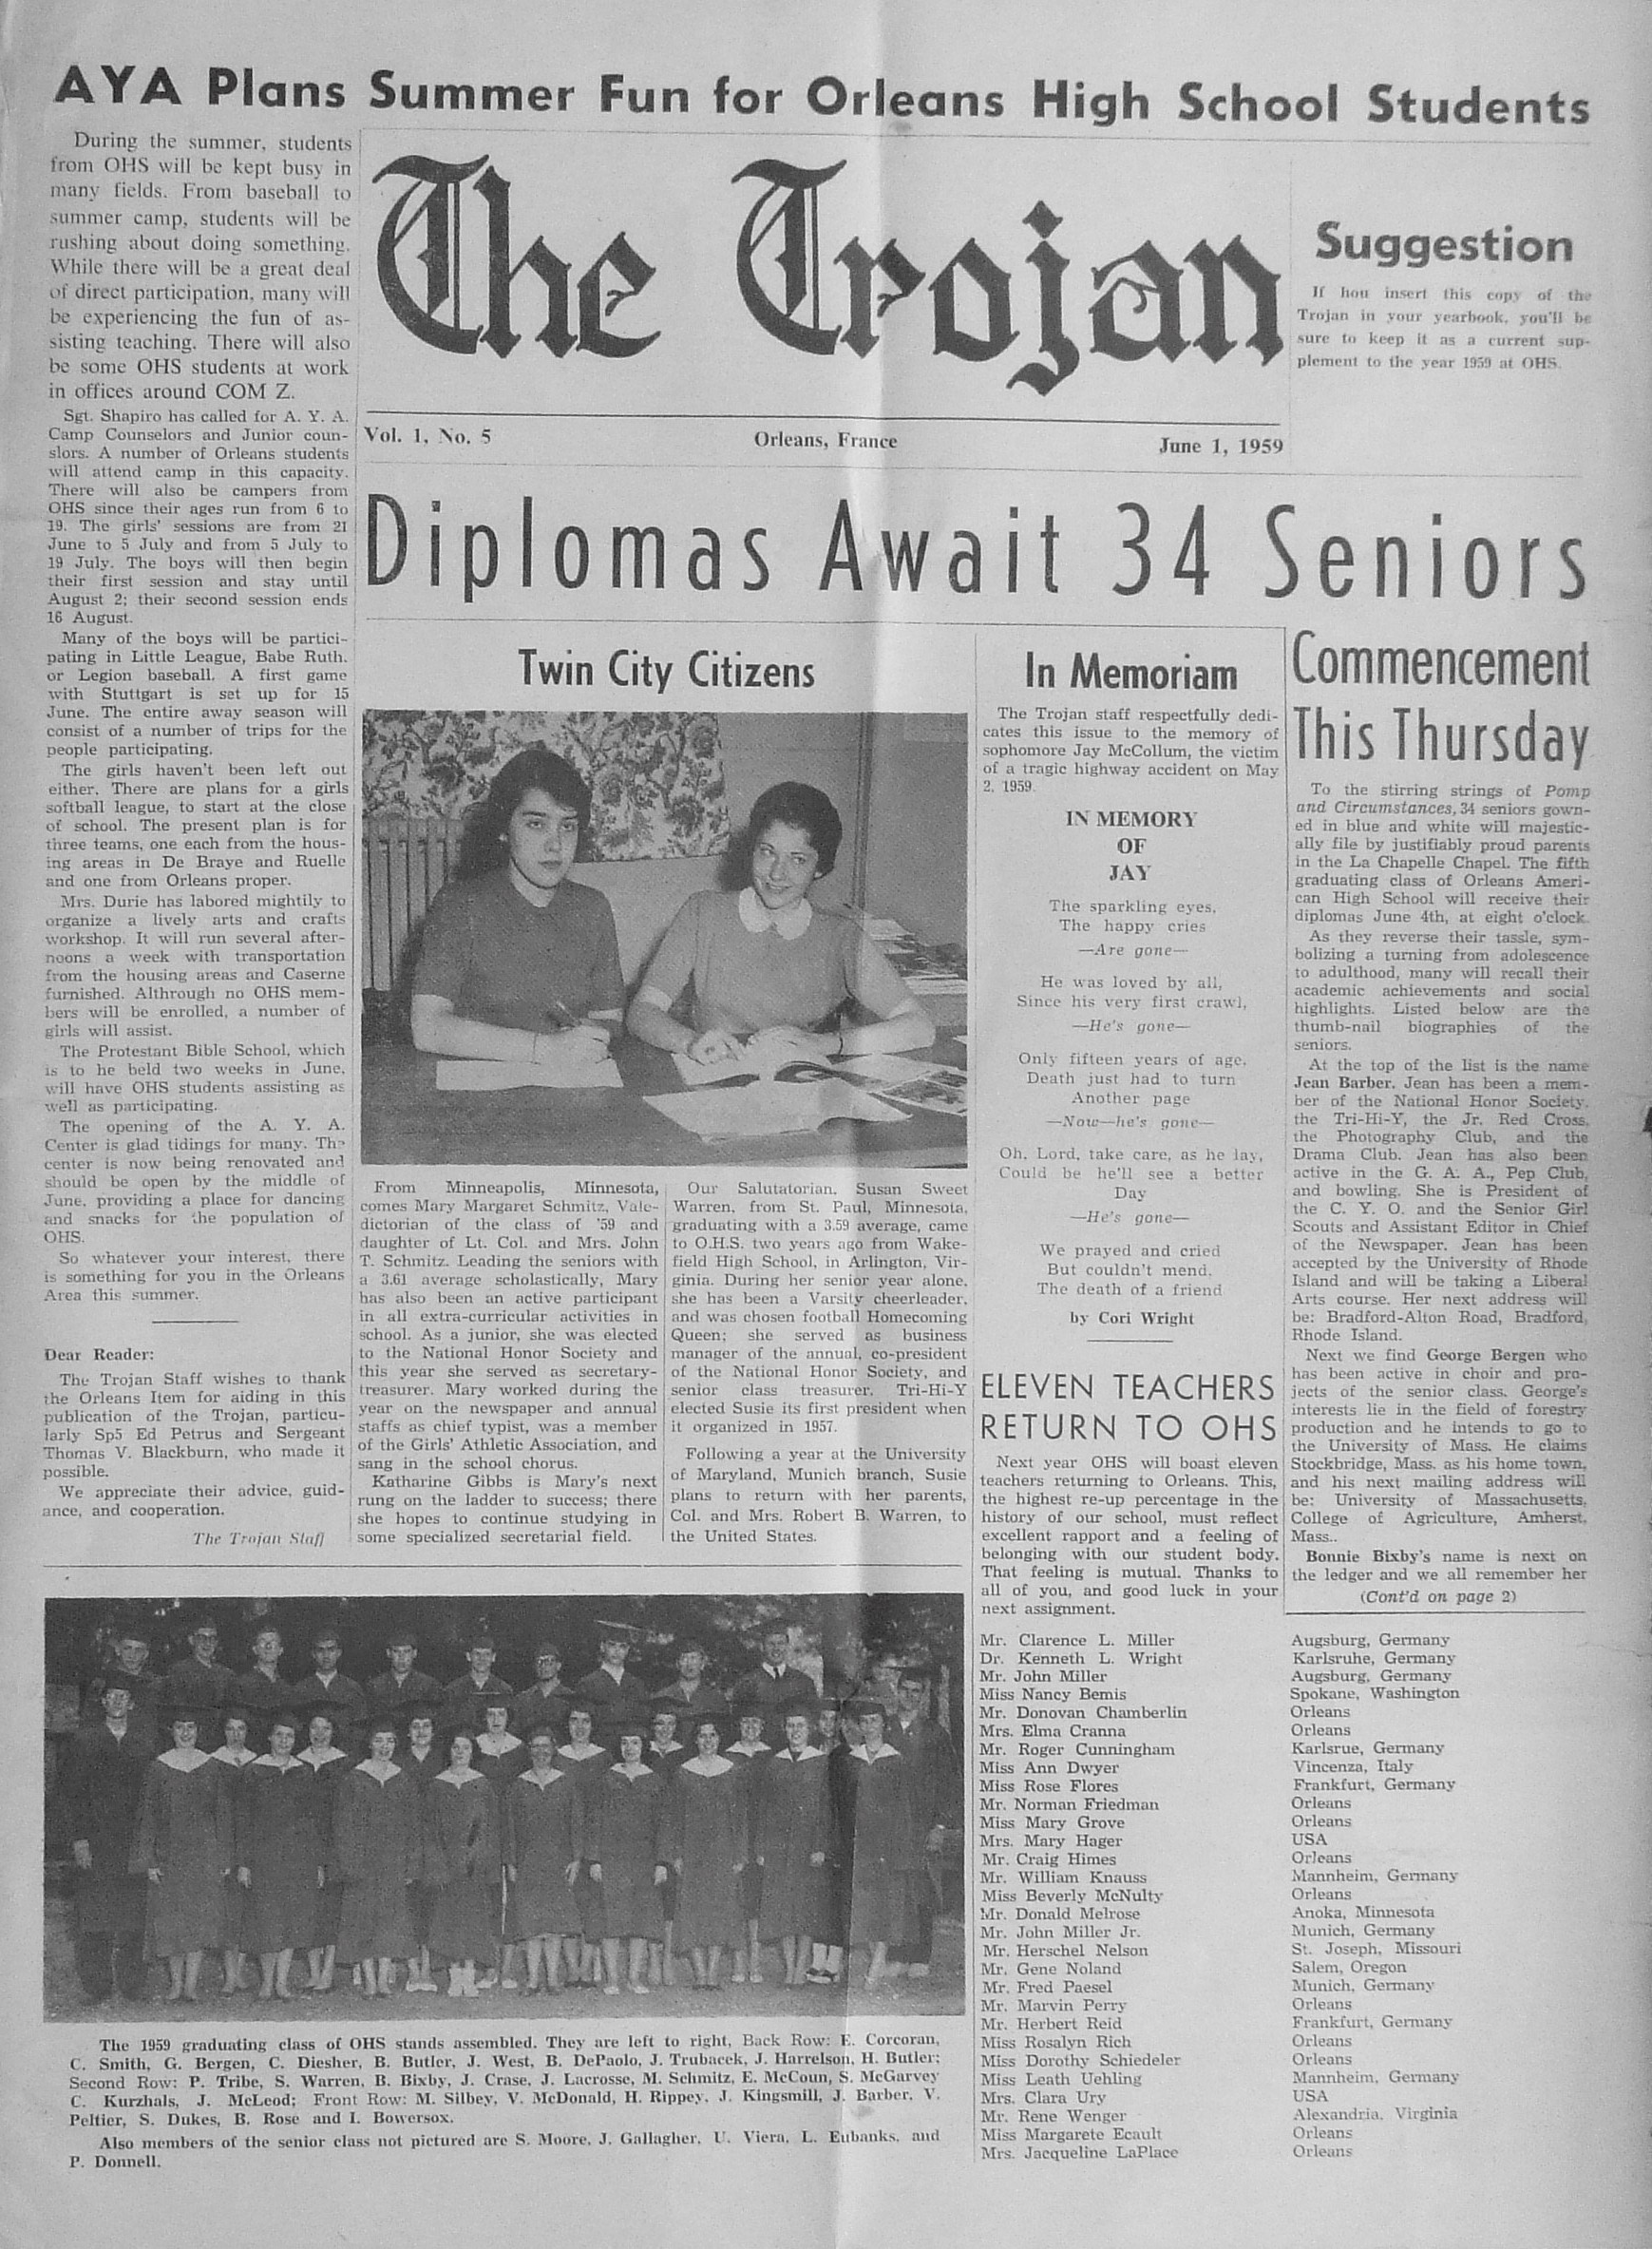 AYA Plans Summer Fun for Orleans High School Students
During the summer, students
from OHS will be kept busy in
many fields. From baseball to
summer camp, students will be
rushing about doing something.
While there will be a great deal
of direct participation, many will
be experiencing the fun of as-
sisting teaching. There will also
be some OHS students at work
in offices around COM Z.
Sgt. Shapiro has called for A. Y. A.
Camp Counselors and Junior coun-
slors. A number of Orleans students
will attend camp in this capacity.
There will also be campers from
OHS since their ages run from 6 to
19. The girls' sessions are from 21
June to 5 July and from 5 July to
19 July. The boys will then begin
their first session and stay until
August 2; their second session ends
16 August.
Many of the boys will be partici-
pating in Little League, Babe Ruth.
or Legion baseball. A first game
with Stuttgart is set up for 15
June. The entire away season will
consist of a number of trips for the
people participating.
The girls haven't been left out
either. There are plans for a girls
softball league, to start at the close
of school. The present plan is for
three teams, one each from the hous-
ing areas in De Braye and Ruelle
and one from Orleans proper.
Mrs. Durie has labored mightily to
organize a lively arts and crafts
workshop. It will run several after-
noons a week with transportation
from the housing areas and Caserne
furnished. Althrough no OHS mem-
bers will be enrolled, a number of
girls will assist.
The Protestant Bible School, which
is to he beld two weeks in June,
will have OHS students assisting as
well as participating.
The opening of the A. Y. A.
Center is glad tidings for many. The
center is now being renovated and
should be open by the middle of
June, providing a place for dancing
and snacks for the population of
OHS.
So whatever your interest, there
is something for you in the Orleans
Area this summer.
Dear Reader:
The Trojan Staff wishes to thank
the Orleans Item for aiding in this
publication of the Trojan, particu-
larly Sp5 Ed Petrus and Sergeant
Thomas V. Blackburn, who made it
possible.
We appreciate their advice, guid-
ance, and cooperation.
The Trojan Staff
The Trojan
Suggestion
If hou insert this copy of the
Trojan in your yearbook, you'll be
sure to keep it as a current sup-
plement to the year 1959 at OHS.
Vol. 1, No. 5
Orleans, France
June 1, 1959
Diplomas Await 34 Seniors
Twin City Citizens
From Minneapolis, Minnesota,
comes Mary Margaret Schmitz, Vale-
dictorian of the class of '59 and
daughter of Lt. Col. and Mrs. John
T. Schmitz. Leading the seniors with
a 3.61 average scholastically, Mary
has also been an active participant
in all extra-curricular activities in
school. As a junior, she was elected
to the National Honor Society and
this year she served as secretary-
treasurer. Mary worked during the
year on the newspaper and annual
staffs as chief typist, was a member
of the Girls' Athletic Association, and
sang in the school chorus.
Katharine Gibbs is Mary's next
rung on the ladder to success; there
she hopes to continue studying in
some specialized secretarial field.
Our Salutatorian, Susan Sweet
Warren, from St. Paul, Minnesota,
graduating with a 3.59 average, came
to O.H.S. two years ago from Wake-
field High School, in Arlington, Vir-
ginia. During her senior year alone,
she has been a Varsity cheerleader,
and was chosen football Homecoming
Queen; she served as business
manager of the annual, co-president
of the National Honor Society, and
senior class treasurer. Tri-Hi-Y
elected Susie its first president when
it organized in 1957.
Following a year at the University
of Maryland, Munich branch, Susie
plans to return with her parents,
Col. and Mrs. Robert B. Warren, to
the United States.
In Memoriam
The Trojan staff respectfully dedi-
cates this issue to the memory of
sophomore Jay McCollum, the victim
of a tragic highway accident on May
2, 1959.
IN MEMORY
OF
JAY
The sparkling eyes,
The happy cries
—Are gone—
He was loved by all,
Since his very first crawl,
—He's gone—
Only fifteen years of age,
Death just had to turn
Another page
—Now—he's gone—
Oh, Lord, take care, as he lay,
Could be he'll see a better
Day
—He's gone—
We prayed and cried
But couldn't mend,
The death of a friend
by Cori Wright
ELEVEN TEACHERS
RETURN TO OHS
Next year OHS will boast eleven
teachers returning to Orleans. This,
the highest re-up percentage in the
history of our school, must reflect
excellent rapport and a feeling of
belonging with our student body.
That feeling is mutual. Thanks to
all of you, and good luck in your
next assignment.
Commencement
This Thursday
To the stirring strings of Pomp
and Circumstances, 34 seniors gown-
ed in blue and white will majestic-
ally file by justifiably proud parents
in the La Chapelle Chapel. The fifth
graduating class of Orleans Ameri-
can High School will receive their
diplomas June 4th, at eight o'clock.
As they reverse their tassle, sym-
bolizing a turning from adolescence
to adulthood, many will recall their
academic achievements and social
highlights. Listed below are the
thumb-nail biographies of the
seniors.
At the top of the list is the name
Jean Barber. Jean has been a mem-
ber of the National Honor Society,
the Tri-Hi-Y, the Jr. Red Cross,
the Photography Club, and the
Drama Club. Jean has also been
active in the G. A. A., Pep Club,
and bowling. She is President of
the C. Y. O. and the Senior Girl
Scouts and Assistant Editor in Chief
of the Newspaper. Jean has been
accepted by the University of Rhode
Island and will be taking a Liberal
Arts course. Her next address will
be: Bradford-Alton Road, Bradford,
Rhode Island.
Next we find George Bergen who
has been active in choir and pro-
jects of the senior class. George's
interests lie in the field of forestry
production and he intends to go to
the University of Mass. He claims
Stockbridge, Mass. as his home town,
and his next mailing address will
be: University of Massachusetts,
College of Agriculture, Amherst,
Mass..
Bonnie Bixby's name is next on
the ledger and we all remember her
(Cont'd on page 2)
Mr. Clarence L. Miller Augsburg, Germany
Dr. Kenneth L. Wright Karlsruhe, Germany
Mr. John Miller Augsburg, Germany
Miss Nancy Bemis Spokane, Washington
Mr. Donovan Chamberlin Orleans
Mrs. Elma Cranna Orleans
Mr. Roger Cunningham Karlsrue, Germany
Miss Ann Dwyer Vincenza, Italy
Miss Rose Flores Frankfurt, Germany
Mr. Norman Friedman Orleans
Miss Mary Grove Orleans
Mrs. Mary Hager USA
Mr. Craig Himes Orleans
Mr. William Knauss Mannheim, Germany
Miss Beverly McNulty Orleans
Mr. Donald Melrose Anoka, Minnesota
Mr. John Miller Jr. Munich, Germany
Mr. Herschel Nelson St. Joseph, Missouri
Mr. Gene Noland Salem, Oregon
Mr. Fred Paesel Munich, Germany
Mr. Marvin Perry Orleans
Mr. Herbert Reid Frankfurt, Germany
Miss Rosalyn Rich Orleans
Miss Dorothy Schiedeler Orleans
Miss Leath Uehling Mannheim, Germany
Mrs. Clara Ury USA
Mr. Rene Wenger Alexandria, Virginia
Miss Margarete Ecault Orleans
Mrs. Jacqueline LaPlace Orleans
The 1959 graduating class of OHS stands assembled. They are left to right, Back Row: E. Corcoran,
C. Smith, G. Bergen, C. Diesher, B. Butler, J. West, B. DePaolo, J. Trubacek, J. Harrelson, H. Butler;
Second Row: P. Tribe, S. Warren, B. Bixby, J. Crase, J. Lacrosse, M. Schmitz, E. McCoun, S. McGarvey
C. Kurzhals, J. McLeod; Front Row: M. Silbey, V. McDonald, H. Rippey, J. Kingsmill, J. Barber, V.
Peltier, S. Dukes, B. Rose and I. Bowersox.
Also members of the senior class not pictured are S. Moore, J. Gallagher, U. Viera, L. Eubanks, and
P. Donnell.